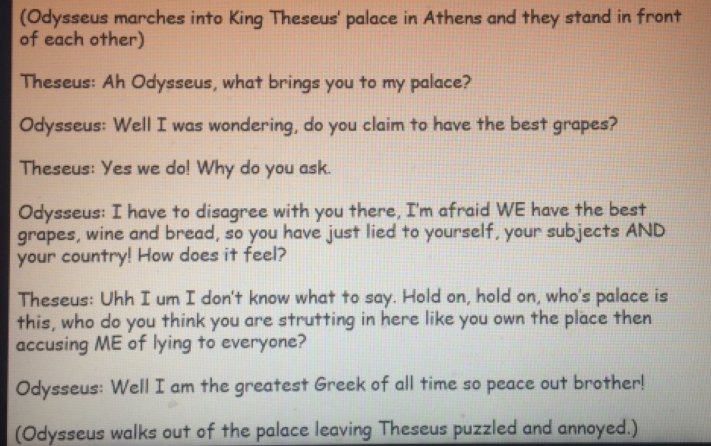 (Odysseus marches into King Theseus' palace in Athens and they stand in front
of each other)
Theseus: Ah Odysseus, what brings you to my palace?
Odysseus: Well I was wondering, do you claim to have the best grapes?
Theseus: Yes we do! Why do you ask.
Odysseus: I have to disagree with you there, I'm afraid WE have the best
grapes, wine and bread, so you have just lied to yourself, your subjects AND
your country! How does it feel?
Theseus: Uhh I um I don't know what to say. Hold on, hold on, who's palace is
this, who do you think you are strutting in here like you own the place then
accusing ME of lying to everyone?
Odysseus: Well I am the greatest Greek of all time so peace out brother!
(Odysseus walks out of the palace leaving Theseus puzzled and annoyed.)